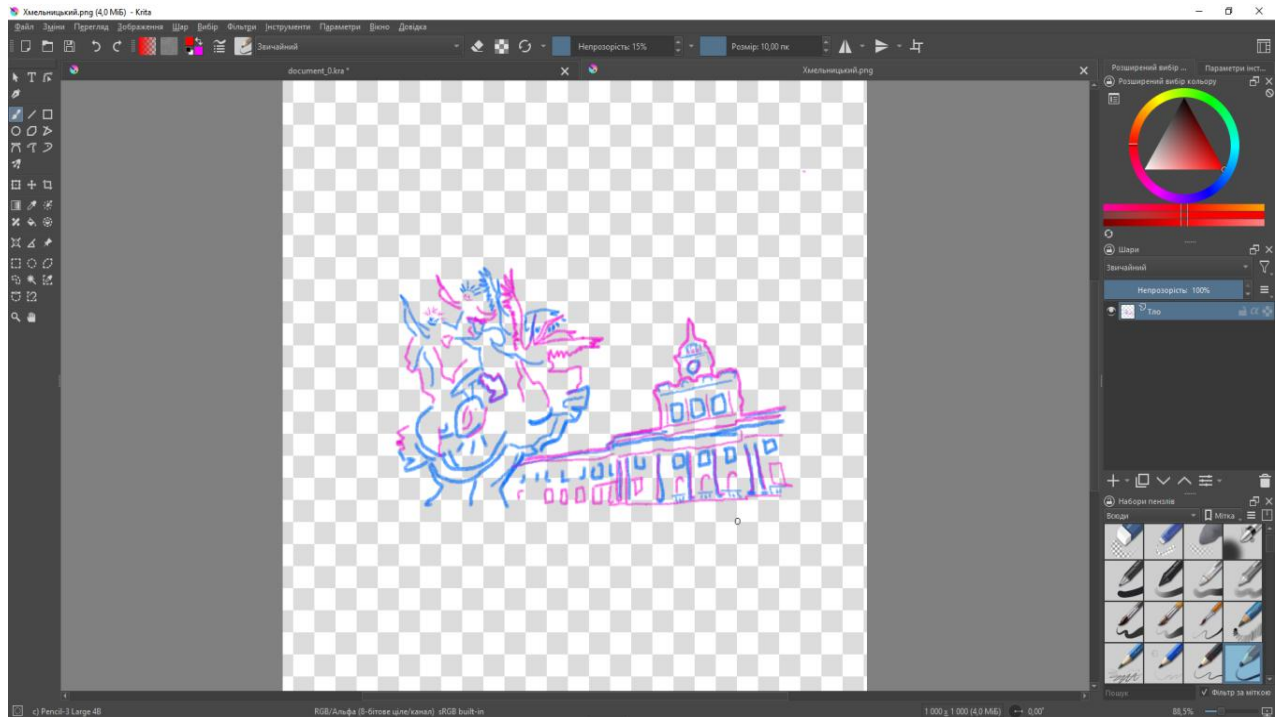 Хмельницький.png (4,0 МіБ) - Krita
Файл Зміни Перегляд Зображення Шар Вибір Фільтри Інструменти Параметри Вікно Довідка
Звичайний
Непрозорість: 15%
Розмір: 10,00 пк
document_0.kra *
Хмельницький.png
Розширений вибір ...
Параметри інст...
Розширений вибір кольору
Шари
Звичайний
Непрозорість: 100%
Тло
Набори пензлів
Всюди
Мітка
Пошук
Фільтр за міткою
c) Pencil-3 Large 4B
RGB/Альфа (8-бітове ціле/канал) sRGB built-in
1 000 x 1 000 (4,0 МіБ)
0,00°
88,5%